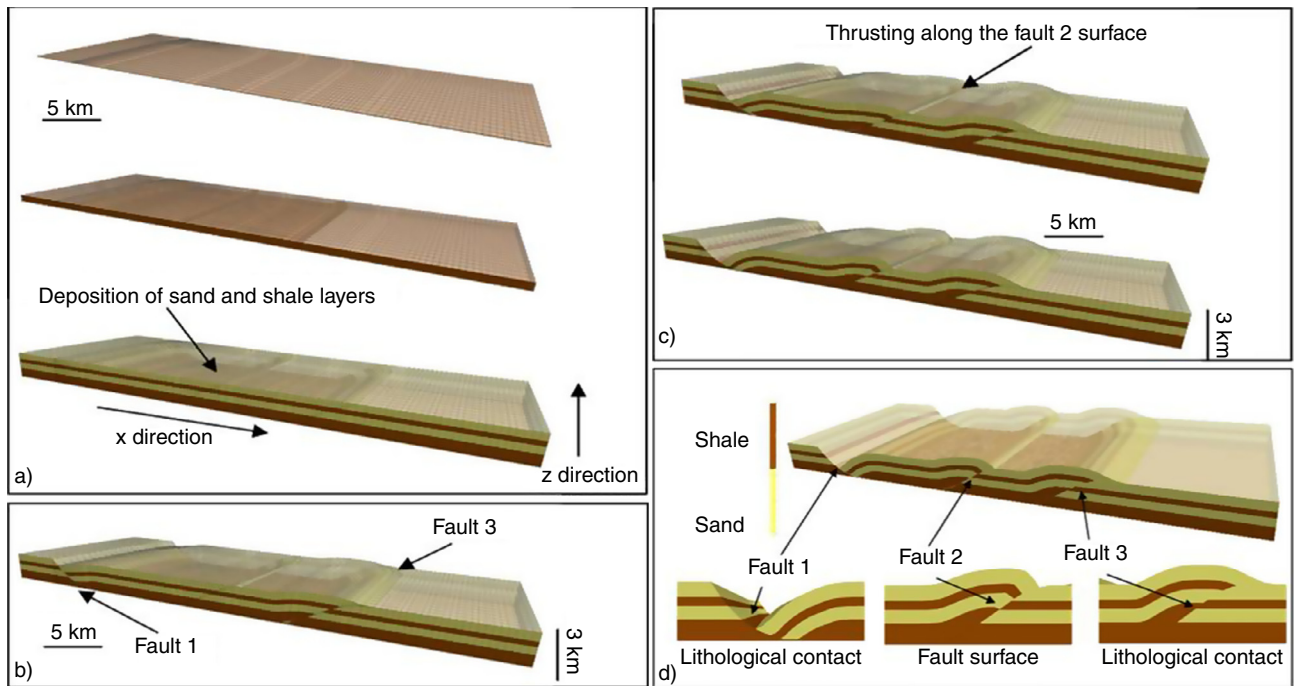 5 km
Deposition of sand and shale layers
x direction
z direction
a)
Fault 3
5 km
Fault 1
3 km
b)
Thrusting along the fault 2 surface
5 km
3 km
c)
Shale
Sand
Fault 1
Fault 2
Fault 3
d)
Lithological contact
Fault surface
Lithological contact